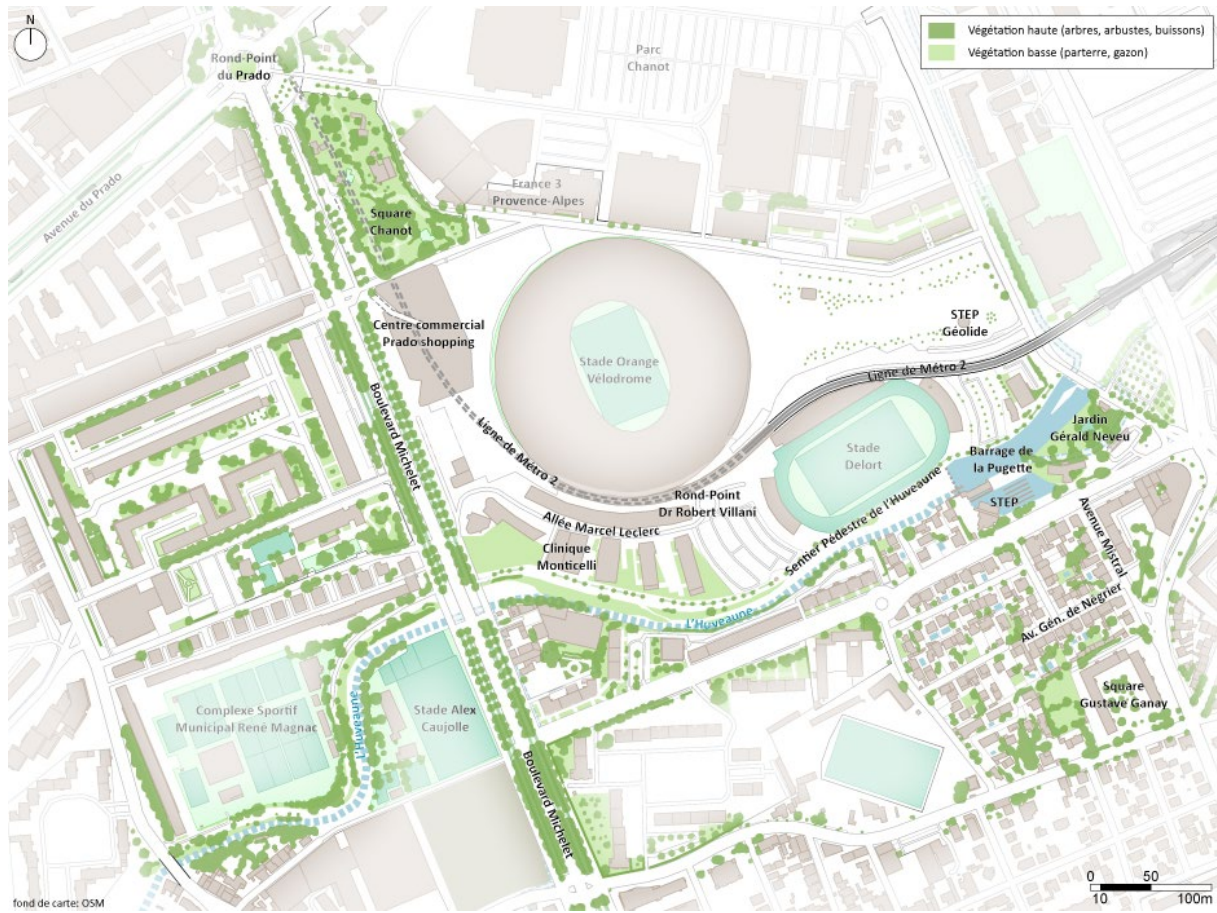 N
Végétation haute (arbres, arbustes, buissons)
Végétation basse (parterre, gazon)
Rond-Point
du Prado
Parc
Chanot
Avenue du Prado
France 3
Provence-Alpes
Square
Chanot
Centre commercial
Prado shopping
Stade Orange
Vélodrome
STEP
Géolide
Ligne de Métro 2
Boulevard Michelet
Ligne de Métro 2
Stade
Delort
Jardin
Gérald Neveu
Barrage de
la Pugette
STEP
Rond-Point
Dr Robert Villani
Allée Marcel Leclerc
Clinique
Monticelli
Sentier Pédestre de l'Huveaune
Avenue Mistral
L'Huveaune
Av. Gén. de Négrier
Square
Gustave Ganay
Complexe Sportif
Municipal René Magnac
L'Huveaune
Stade Alex
Caujolle
Boulevard Michelet
0 50
10 100m
fond de carte: OSM